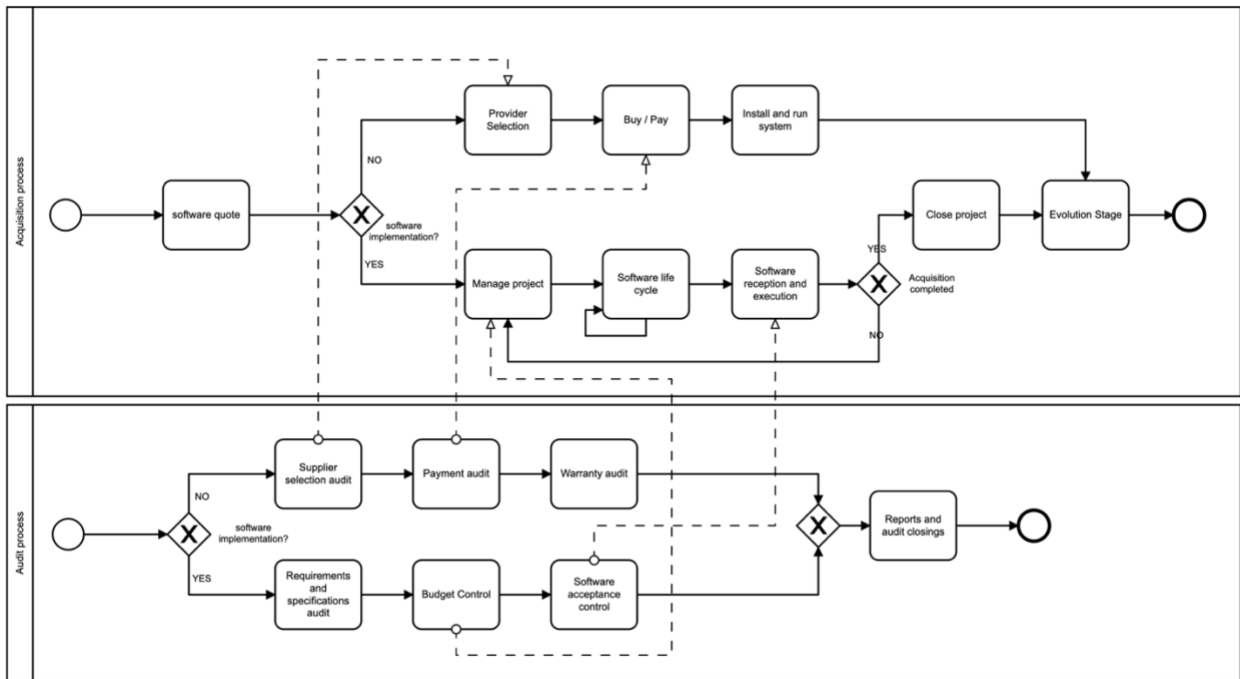 Acquisition process
Provider
Selection
Buy / Pay
Install and run
system
NO
software quote
software
implementation?
YES
Manage project
Software life
cycle
Software
reception and
execution
Close project
Evolution Stage
YES
Acquisition
completed
NO
Audit process
Supplier
selection audit
Payment audit
Warranty audit
NO
software
implementation?
YES
Requirements
and
specifications
audit
Budget Control
Software
acceptance
control
Reports and
audit closings